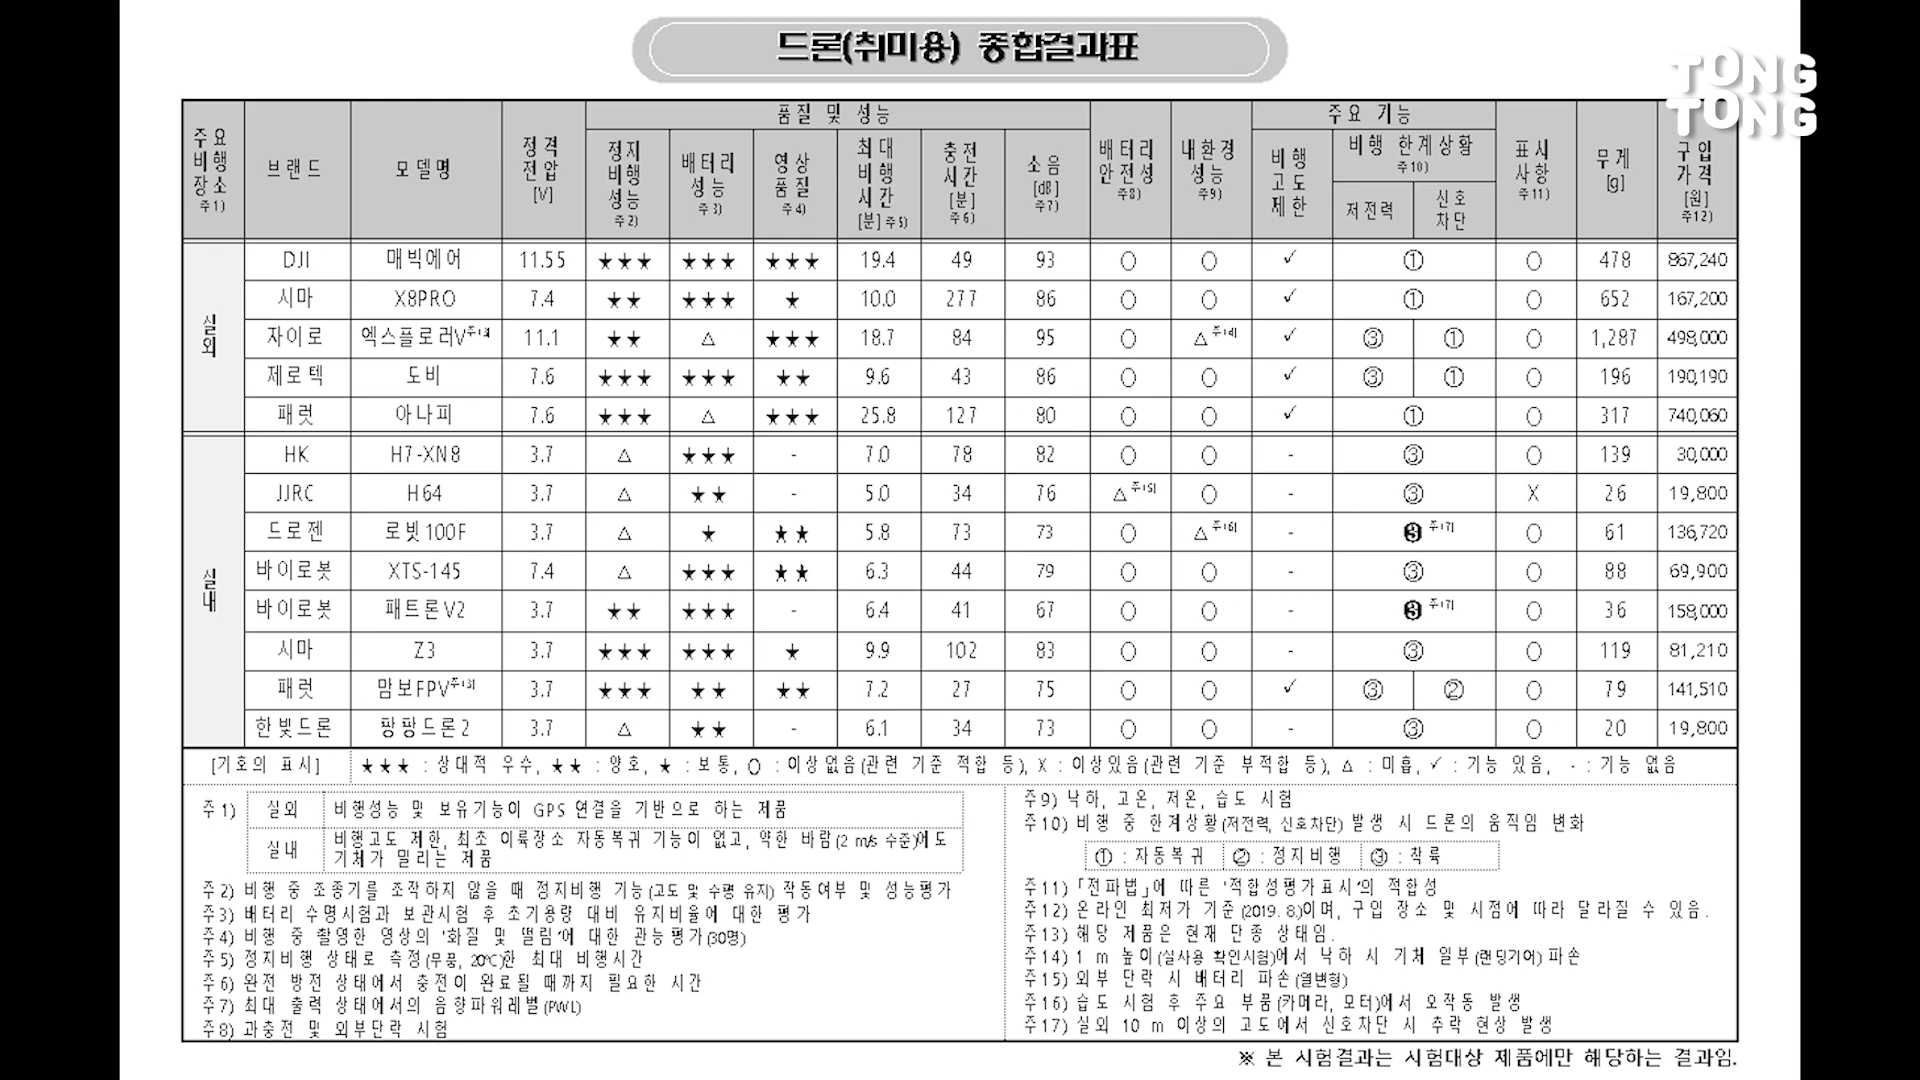 드론(취미용) 종합결과표
TONG
TONG
주요 비행 장소 주1) 브랜드 모델명 정격 전압 [V] 품질 및 성능 배터리 안전성 주8) 내환경 성능 주9) 주요 기능 표시 사항 주11) 무게 [g] 구입 가격 [원] 주12)
정지 비행 성능 주2) 배터리 성능 주3) 영상 품질 주4) 최대 비행 시간 [분] 주5) 충전 시간 [분] 주6) 소음 [dB] 주7) 비행 고도 제한 비행 한계상황 주10)
저전력 신호 차단
실외
DJI 매빅에어 11.55 ★★★ ★★★ ★★★ 19.4 49 93 ○ ○ ✓ ① ○ 478 867,240
시마 X8PRO 7.4 ★★ ★★★ ★ 10.0 277 86 ○ ○ ✓ ① ○ 652 167,200
자이로 엑스플로러V주13) 11.1 ★★ △ ★★★ 18.7 84 95 ○ △주14) ✓ ③ ① ○ 1,287 498,000
제로텍 도비 7.6 ★★★ ★★★ ★★ 9.6 43 86 ○ ○ ✓ ③ ① ○ 196 190,190
패럿 아나피 7.6 ★★★ △ ★★★ 25.8 127 80 ○ ○ ✓ ① ○ 317 740,060
실내
HK H7-XN8 3.7 △ ★★★ - 7.0 78 82 ○ ○ - ③ ○ 139 30,000
JJRC H64 3.7 △ ★★ - 5.0 34 76 △주15) ○ - ③ X 26 19,800
드로젠 로빗100F 3.7 △ ★ ★★ 5.8 73 73 ○ △주16) - ❸주17) ○ 61 136,720
바이로봇 XTS-145 7.4 △ ★★★ ★★ 6.3 44 79 ○ ○ - ③ ○ 88 69,900
바이로봇 패트론V2 3.7 ★★ ★★★ - 6.4 41 67 ○ ○ - ❸주17) ○ 36 158,000
시마 Z3 3.7 ★★★ ★★★ ★ 9.9 102 83 ○ ○ - ③ ○ 119 81,210
패럿 맘보FPV주13) 3.7 ★★★ ★★ ★★ 7.2 27 75 ○ ○ ✓ ③ ② ○ 79 141,510
한빛드론 팡팡드론2 3.7 △ ★★ - 6.1 34 73 ○ ○ - ③ ○ 20 19,800
[기호의 표시] ★★★ : 상대적 우수, ★★ : 양호, ★ : 보통, ○ : 이상없음(관련 기준 적합 등), X : 이상있음(관련 기준 부적합 등), △ : 미흡, ✓ : 기능 있음, - : 기능 없음
주1) 실외 비행성능 및 보유기능이 GPS 연결을 기반으로 하는 제품
실내 비행고도 제한, 최초 이륙장소 자동복귀 기능이 없고, 약한 바람(2 m/s 수준)에도
기체가 밀리는 제품
주2) 비행 중 조종기를 조작하지 않을 때 정지비행 기능(고도 및 수평 유지) 작동여부 및 성능평가
주3) 배터리 수명시험과 보관시험 후 초기용량 대비 유지비율에 대한 평가
주4) 비행 중 촬영한 영상의 '화질 및 떨림'에 대한 관능평가(30명)
주5) 정지비행 상태로 측정(무풍, 20℃)한 최대 비행시간
주6) 완전 방전 상태에서 충전이 완료될 때까지 필요한 시간
주7) 최대 출력 상태에서의 음향파워레벨(PWL)
주8) 과충전 및 외부단락 시험
주9) 낙하, 고온, 저온, 습도 시험
주10) 비행 중 한계상황(저전력, 신호차단) 발생 시 드론의 움직임 변화
① : 자동복귀 ② : 정지비행 ③ : 착륙
주11) 「전파법」에 따른 '적합성평가표시'의 적합성
주12) 온라인 최저가 기준(2019. 8.)이며, 구입 장소 및 시점에 따라 달라질 수 있음.
주13) 해당 제품은 현재 단종 상태임.
주14) 1 m 높이(실사용 확인시험)에서 낙하 시 기체 일부(랜딩기어) 파손
주15) 외부 단락 시 배터리 파손(열변형)
주16) 습도 시험 후 주요 부품(카메라, 모터)에서 오작동 발생
주17) 실외 10 m 이상의 고도에서 신호차단 시 추락 현상 발생
※ 본 시험결과는 시험대상 제품에만 해당하는 결과임.